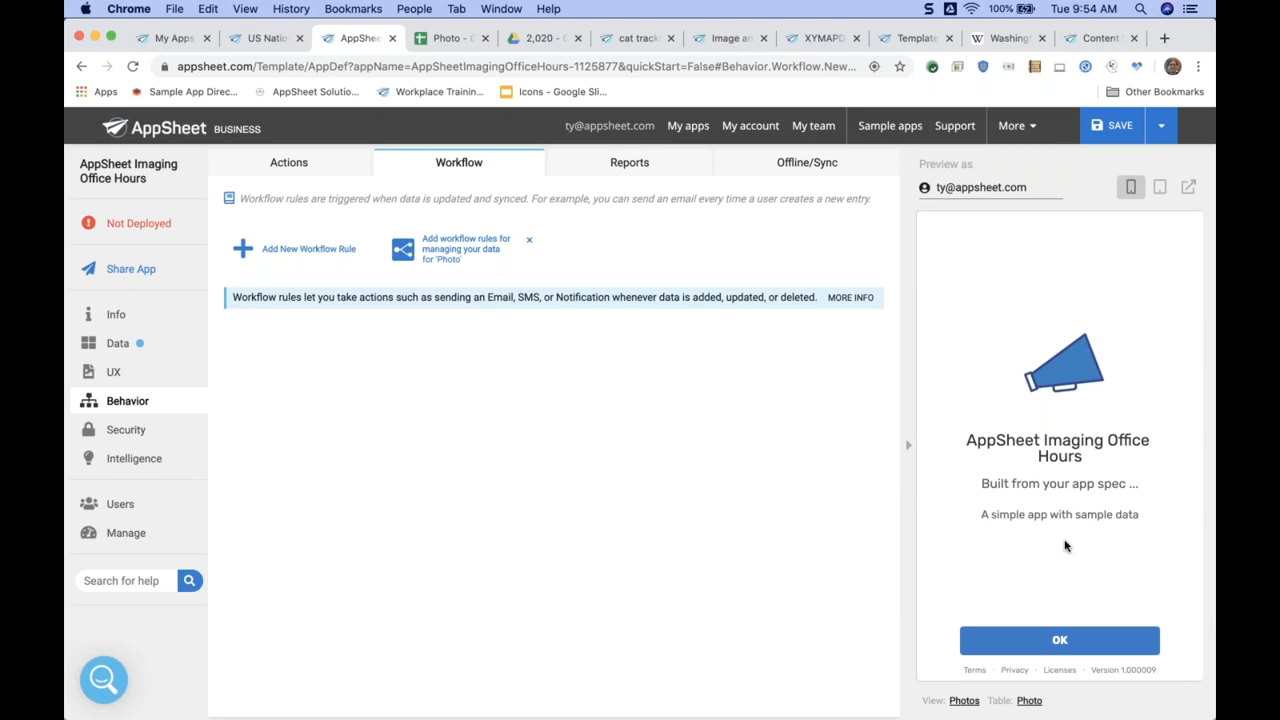 Chrome File Edit View History Bookmarks People Tab Window Help 100% Tue 9:54 AM
My Apps US Nation AppShee Photo - G 2,020 - G cat track Image an XYMAPD Template Washing Content
appsheet.com/Template/AppDef?appName=AppSheetImagingOfficeHours-1125877&quickStart=False#Behavior.Workflow.New...
Apps Sample App Direc... AppSheet Solutio... Workplace Trainin... Icons - Google Sli... Other Bookmarks
AppSheet BUSINESS ty@appsheet.com My apps My account My team Sample apps Support More SAVE
AppSheet Imaging
Office Hours
Not Deployed
Share App
Info
Data
UX
Behavior
Security
Intelligence
Users
Manage
Search for help
Actions Workflow Reports Offline/Sync
Workflow rules are triggered when data is updated and synced. For example, you can send an email every time a user creates a new entry.
Add New Workflow Rule
Add workflow rules for
managing your data
for 'Photo'
Workflow rules let you take actions such as sending an Email, SMS, or Notification whenever data is added, updated, or deleted. MORE INFO
Preview as
ty@appsheet.com
AppSheet Imaging Office
Hours
Built from your app spec ...
A simple app with sample data
OK
Terms · Privacy · Licenses · Version 1.000009
View: Photos Table: Photo